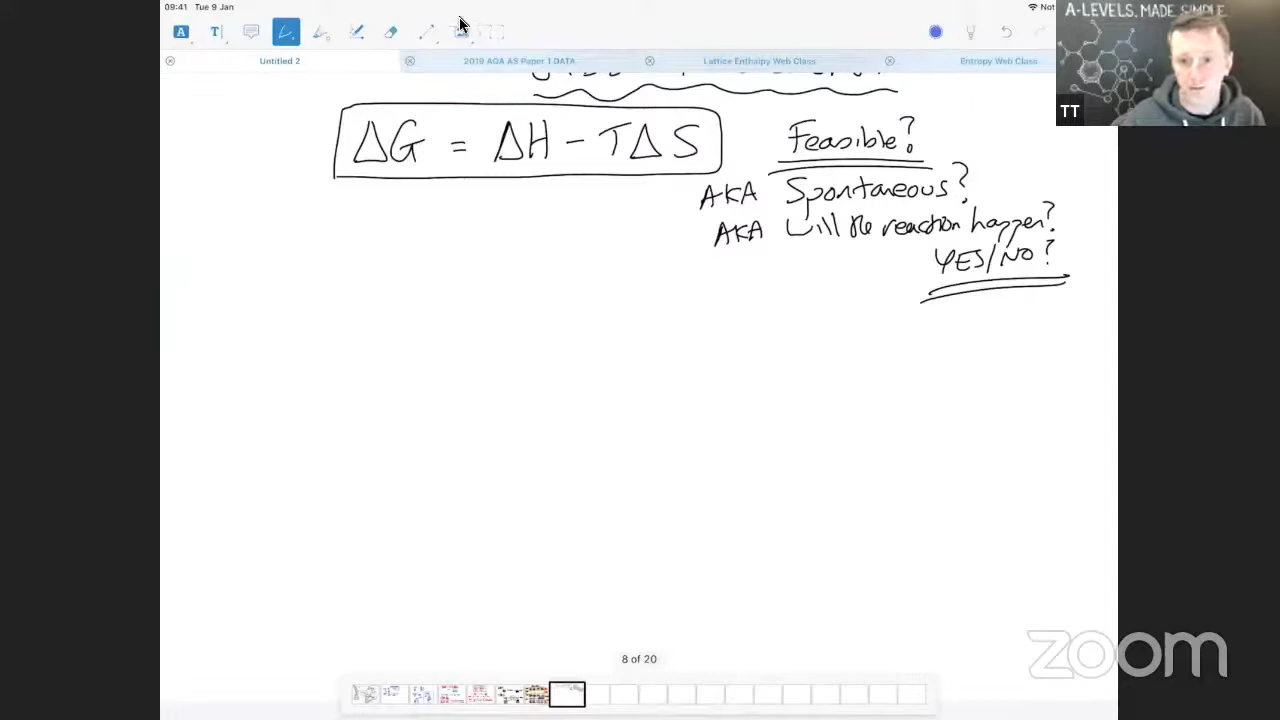 09:41 Tue 9 Jan
Not
A-LEVELS, MADE SIMPLE
A T
Untitled 2
2019 AQA AS Paper 1 DATA
Lattice Enthalpy Web Class
Entropy Web Class
TT
ΔG = ΔH - TΔS
Feasible?
AKA Spontaneous?
AKA Will the reaction happen?
YES/NO?
8 of 20
zoom